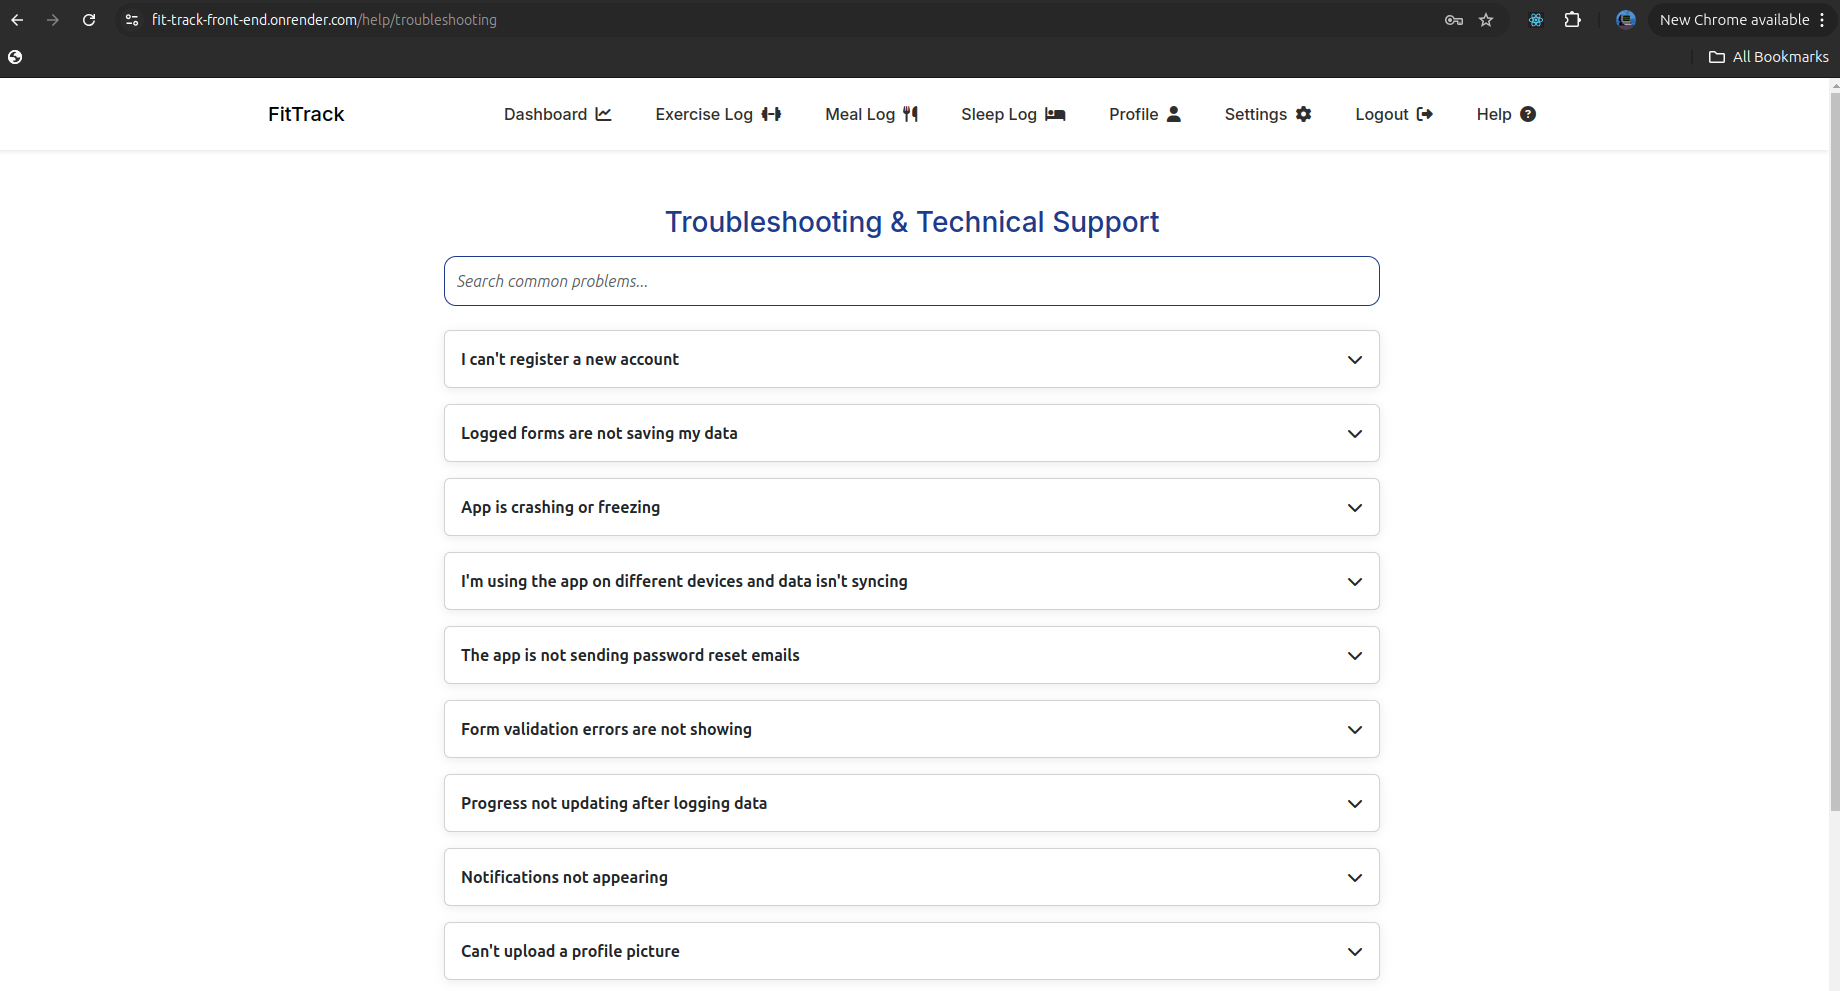 fit-track-front-end.onrender.com/help/troubleshooting
New Chrome available
All Bookmarks
FitTrack
Dashboard
Exercise Log
Meal Log
Sleep Log
Profile
Settings
Logout
Help
Troubleshooting & Technical Support
Search common problems...
I can't register a new account
Logged forms are not saving my data
App is crashing or freezing
I'm using the app on different devices and data isn't syncing
The app is not sending password reset emails
Form validation errors are not showing
Progress not updating after logging data
Notifications not appearing
Can't upload a profile picture